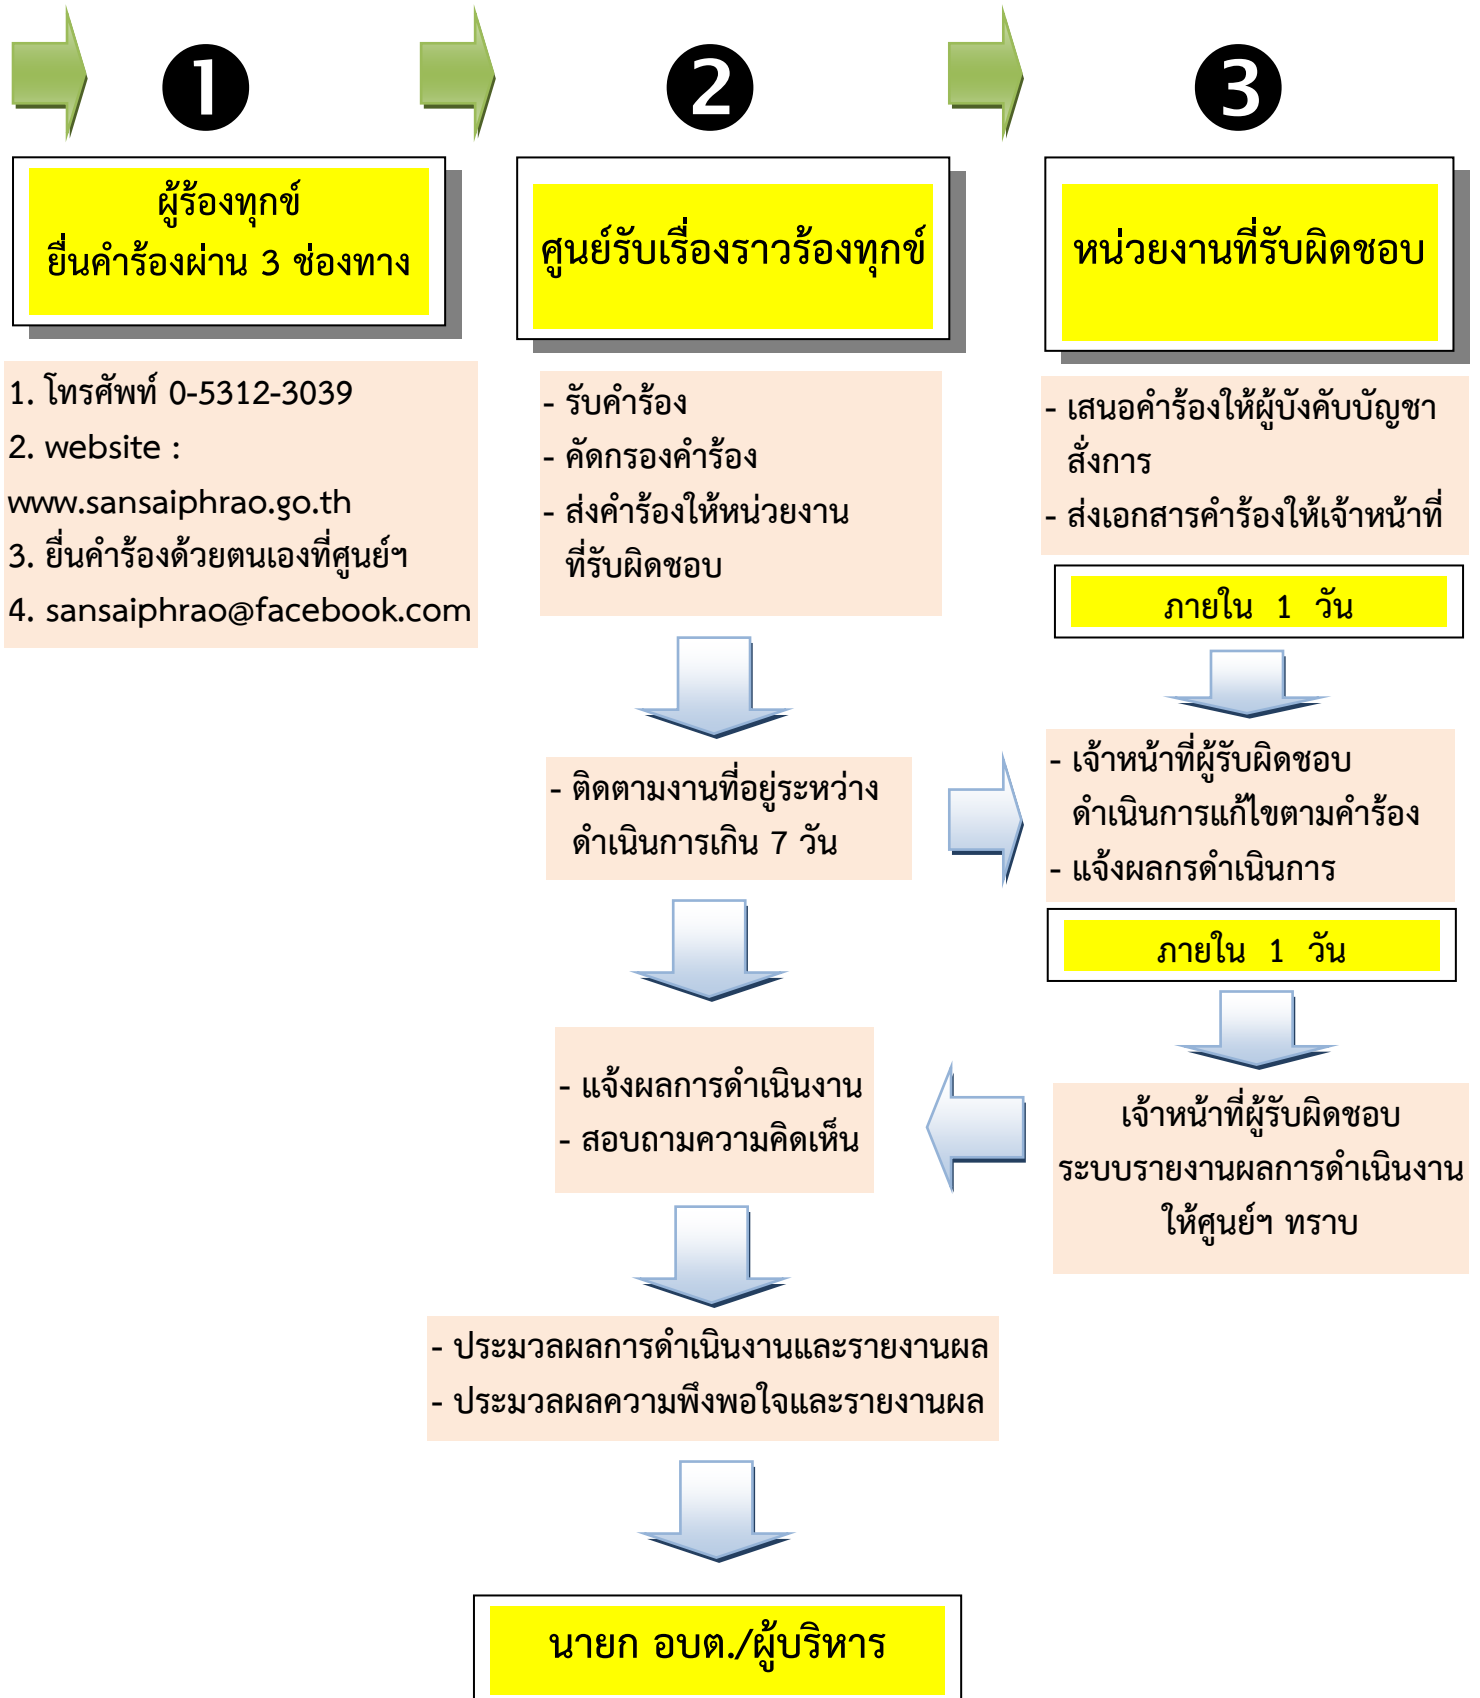 ❶
ผู้ร้องทุกข์
ยื่นคำร้องผ่าน 3 ช่องทาง
1. โทรศัพท์ 0-5312-3039
2. website :
www.sansaiphrao.go.th
3. ยื่นคำร้องด้วยตนเองที่ศูนย์ฯ
4. sansaiphrao@facebook.com
❷
ศูนย์รับเรื่องราวร้องทุกข์
- รับคำร้อง
- คัดกรองคำร้อง
- ส่งคำร้องให้หน่วยงาน
ที่รับผิดชอบ
- ติดตามงานที่อยู่ระหว่าง
ดำเนินการเกิน 7 วัน
❸
หน่วยงานที่รับผิดชอบ
- เสนอคำร้องให้ผู้บังคับบัญชา
สั่งการ
- ส่งเอกสารคำร้องให้เจ้าหน้าที่
ภายใน 1 วัน
- เจ้าหน้าที่ผู้รับผิดชอบ
ดำเนินการแก้ไขตามคำร้อง
- แจ้งผลกรดำเนินการ
ภายใน 1 วัน
เจ้าหน้าที่ผู้รับผิดชอบ
ระบบรายงานผลการดำเนินงาน
ให้ศูนย์ฯ ทราบ
- แจ้งผลการดำเนินงาน
- สอบถามความคิดเห็น
- ประมวลผลการดำเนินงานและรายงานผล
- ประมวลผลความพึงพอใจและรายงานผล
นายก อบต./ผู้บริหาร